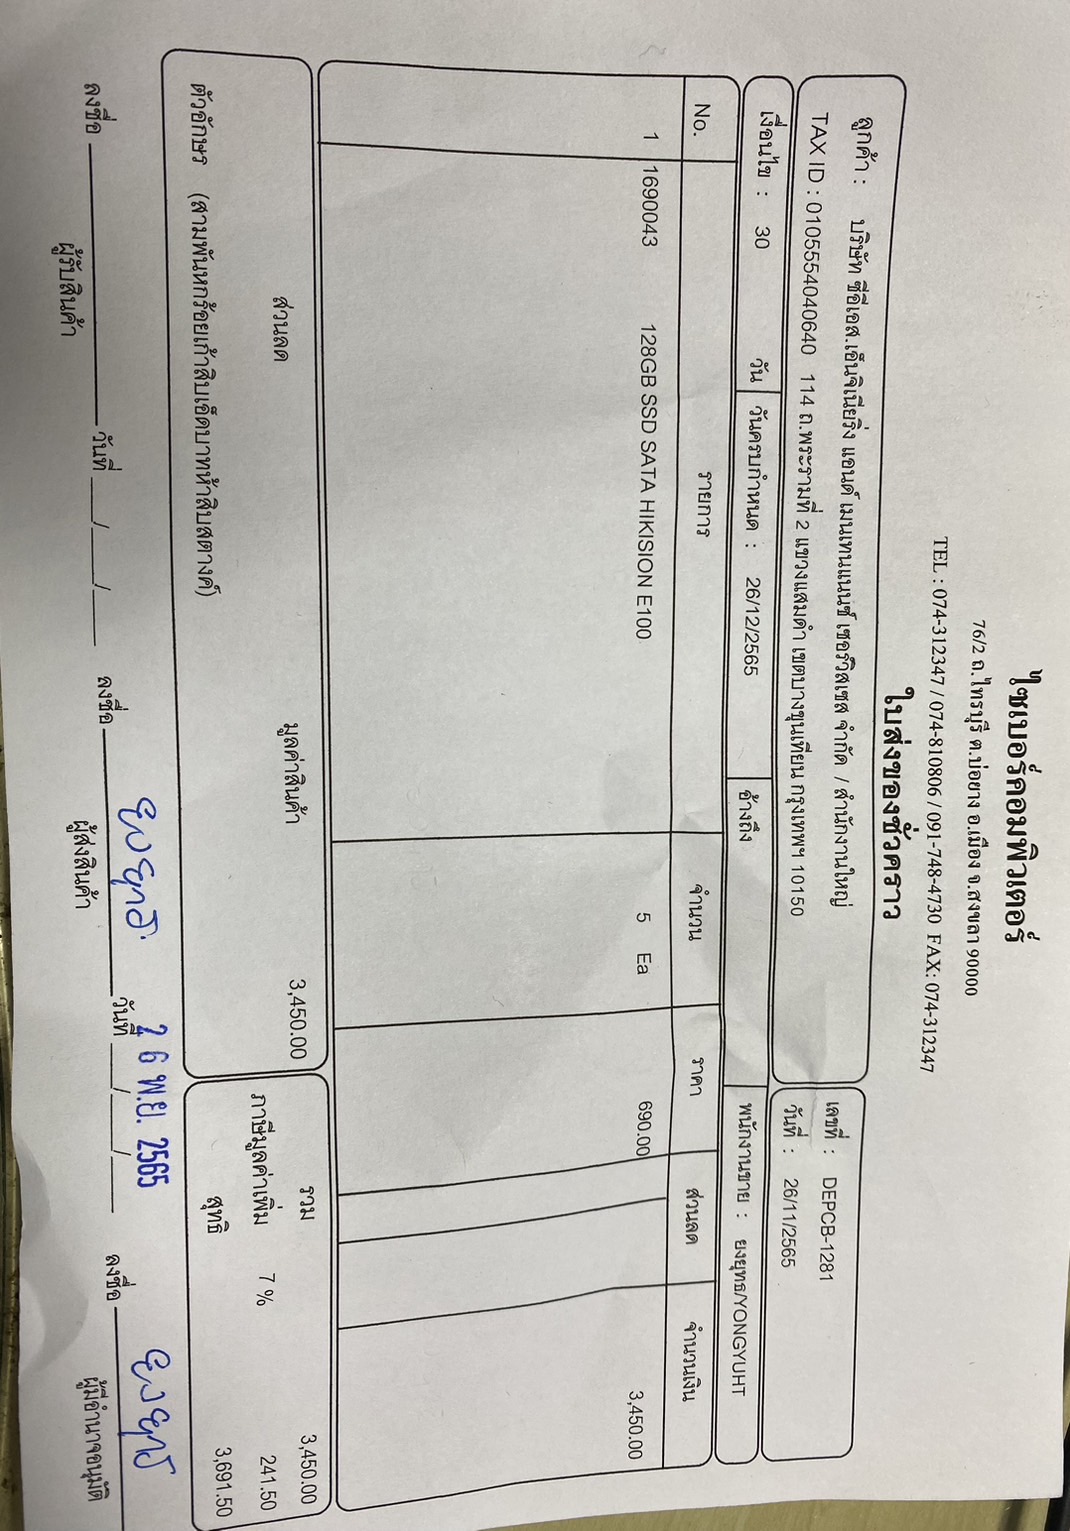 ไซเบอร์คอมพิวเตอร์
76/2 ถ.ไทรบุรี ต.บ่อยาง อ.เมือง จ.สงขลา 90000
TEL : 074-312347 / 074-810806 / 091-748-4730 FAX: 074-312347
ใบส่งของชั่วคราว
ลูกค้า : บริษัท ซีอีเอส.เอ็นจิเนียริ่ง แอนด์ เมนเทนแนนซ์ เซอร์วิสเซส จำกัด / สำนักงานใหญ่
TAX ID : 0105554040640 114 ถ.พระรามที่ 2 แขวงแสมดำ เขตบางขุนเทียน กรุงเทพฯ 10150
เลขที่ : DEPCB-1281
วันที่ : 26/11/2565
เงื่อนไข : 30 วัน วันครบกำหนด : 26/12/2565 อ้างถึง พนักงานขาย : ยงยุทธ/YONGYUHT
No. รายการ จำนวน ราคา ส่วนลด จำนวนเงิน
1 1690043 128GB SSD SATA HIKISION E100 5 Ea 690.00 3,450.00
ส่วนลด มูลค่าสินค้า 3,450.00
รวม 3,450.00
ภาษีมูลค่าเพิ่ม 7 % 241.50
สุทธิ 3,691.50
ตัวอักษร (สามพันหกร้อยเก้าสิบเอ็ดบาทห้าสิบสตางค์)
ลงชื่อ วันที่ ___/___/___ ลงชื่อ ยงยุทธ วันที่ ___/___/___ 26 พ.ย. 2565 ลงชื่อ ยงยุทธ
ผู้รับสินค้า ผู้ส่งสินค้า ผู้มีอำนาจอนุมัติ